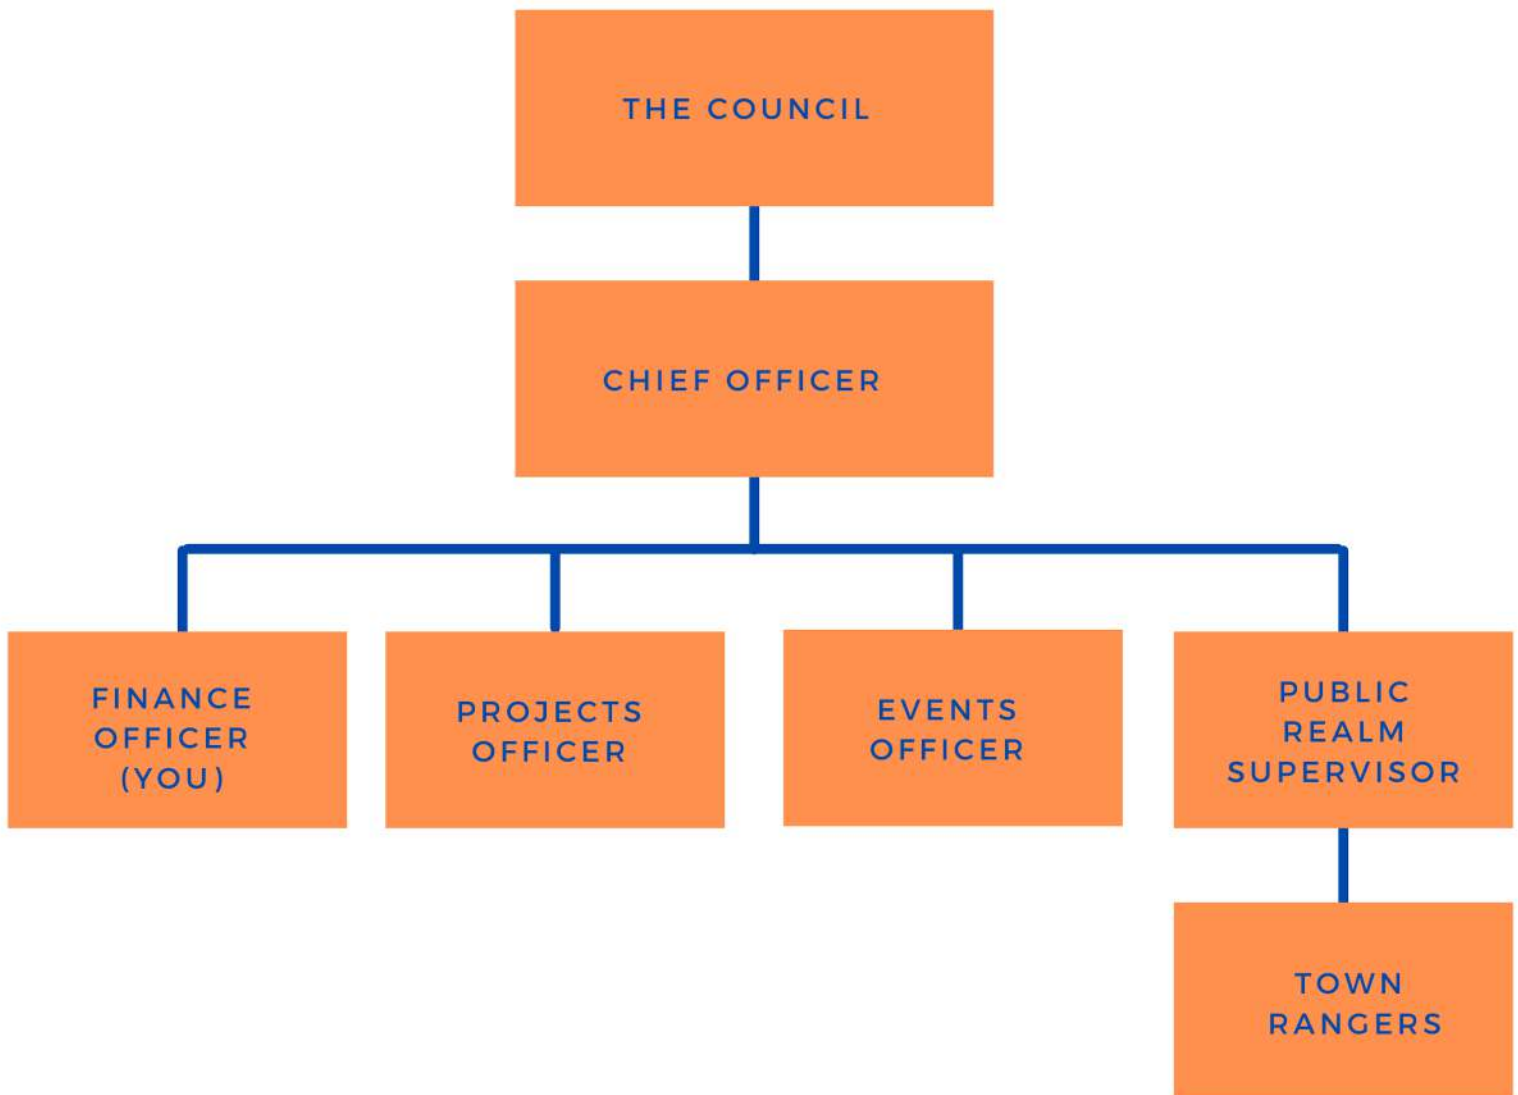 THE COUNCIL
CHIEF OFFICER
FINANCE
OFFICER
(YOU)
PROJECTS
OFFICER
EVENTS
OFFICER
PUBLIC
REALM
SUPERVISOR
TOWN
RANGERS